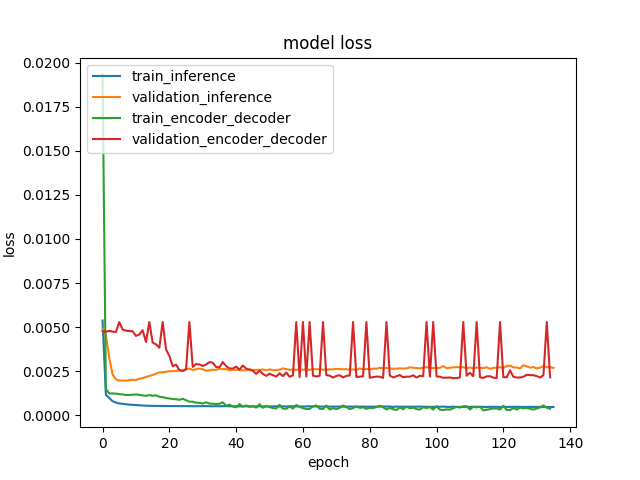 model loss
train_inference
validation_inference
train_encoder_decoder
validation_encoder_decoder
0.0200
0.0175
0.0150
0.0125
0.0100
0.0075
0.0050
0.0025
0.0000
loss
0 20 40 60 80 100 120 140
epoch